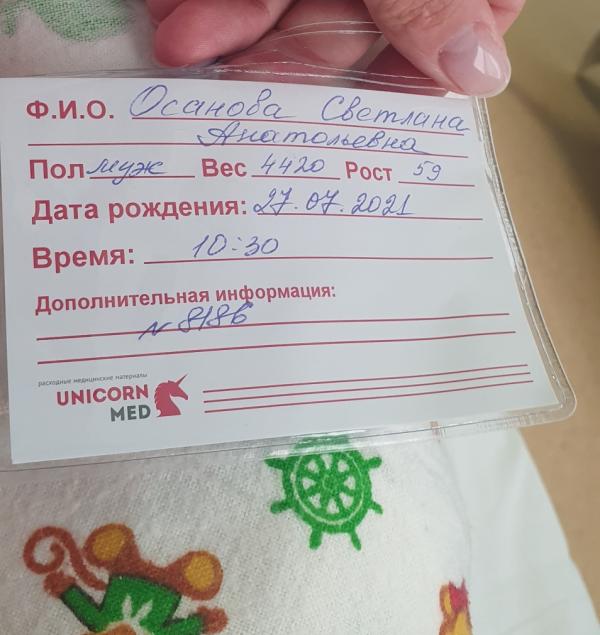 Ф.И.О. Осанова Светлана
Анатольевна
Пол муж Вес 4420 Рост 59
Дата рождения: 27.07.2021
Время: 10:30
Дополнительная информация:
N 8186
расходные медицинские материалы
UNICORN
MED